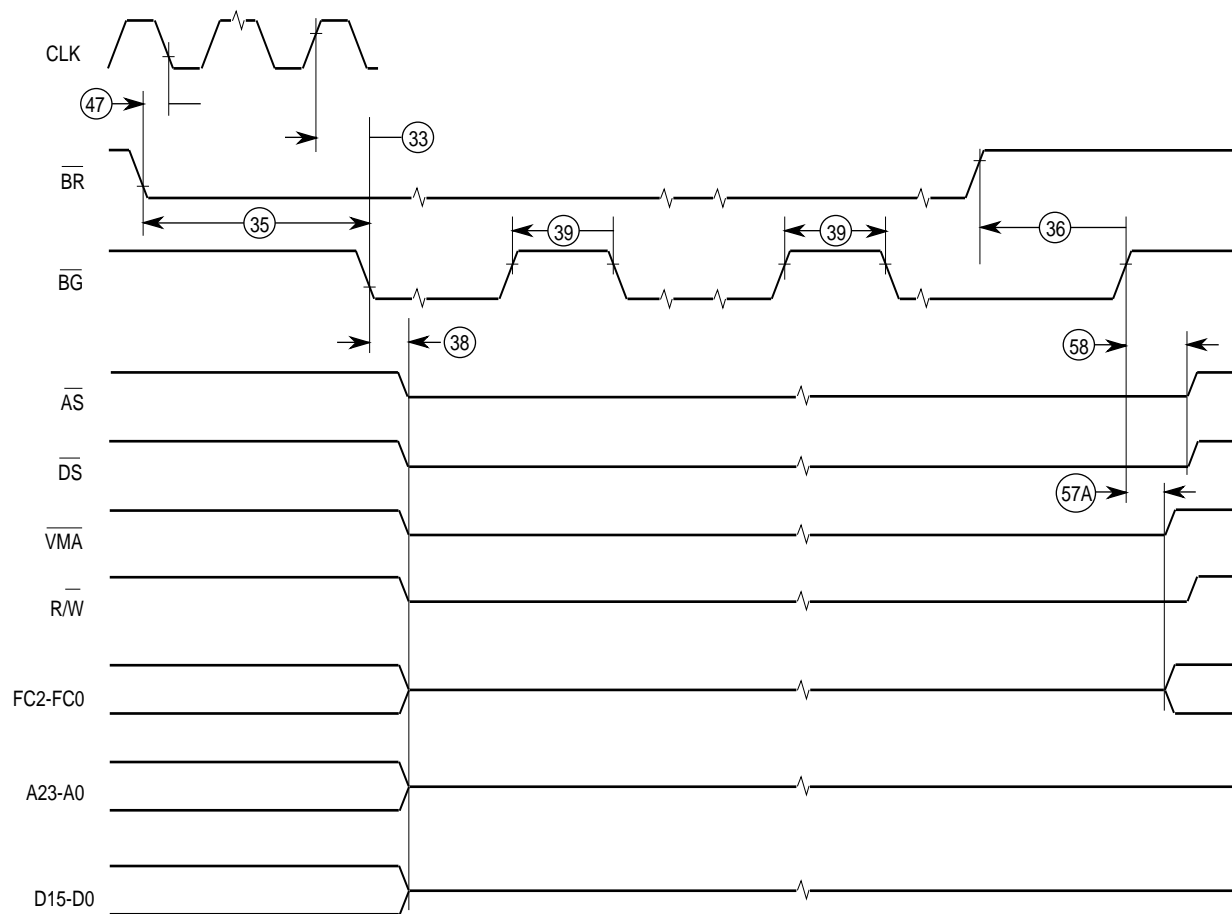 CLK
47
33
BR
35
39
39
36
BG
38
58
AS
DS
57A
VMA
R/W
FC2-FC0
A23-A0
D15-D0